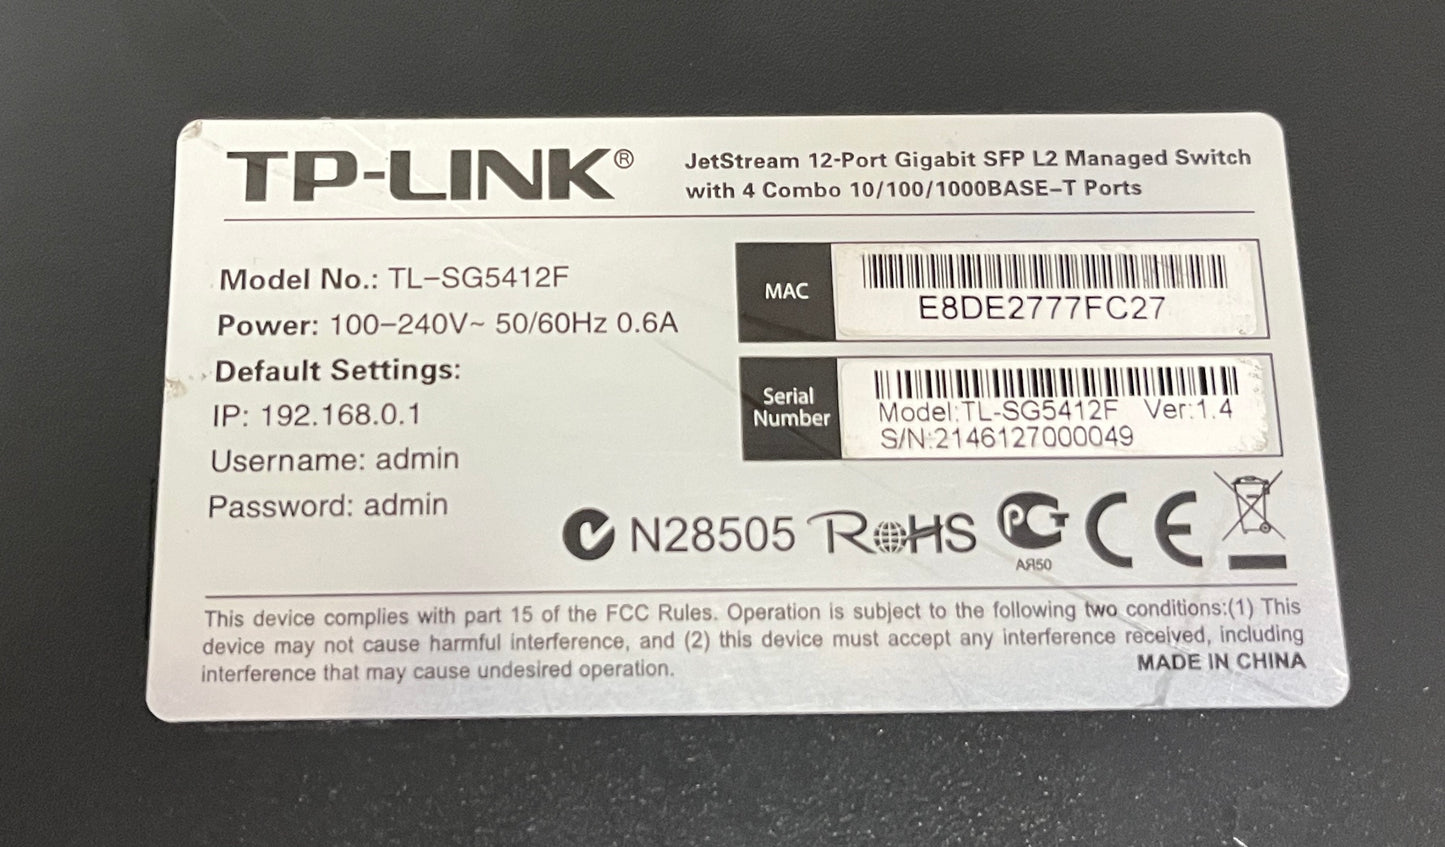 TP-LINK®
JetStream 12-Port Gigabit SFP L2 Managed Switch
with 4 Combo 10/100/1000BASE-T Ports
Model No.: TL-SG5412F
Power: 100-240V~ 50/60Hz 0.6A
Default Settings:
IP: 192.168.0.1
Username: admin
Password: admin
MAC
E8DE2777FC27
Serial
Number
Model:TL-SG5412F Ver:1.4
S/N:2146127000049
N28505 RoHS PCT CE
АЯ50
This device complies with part 15 of the FCC Rules. Operation is subject to the following two conditions:(1) This
device may not cause harmful interference, and (2) this device must accept any interference received, including
interference that may cause undesired operation.
MADE IN CHINA